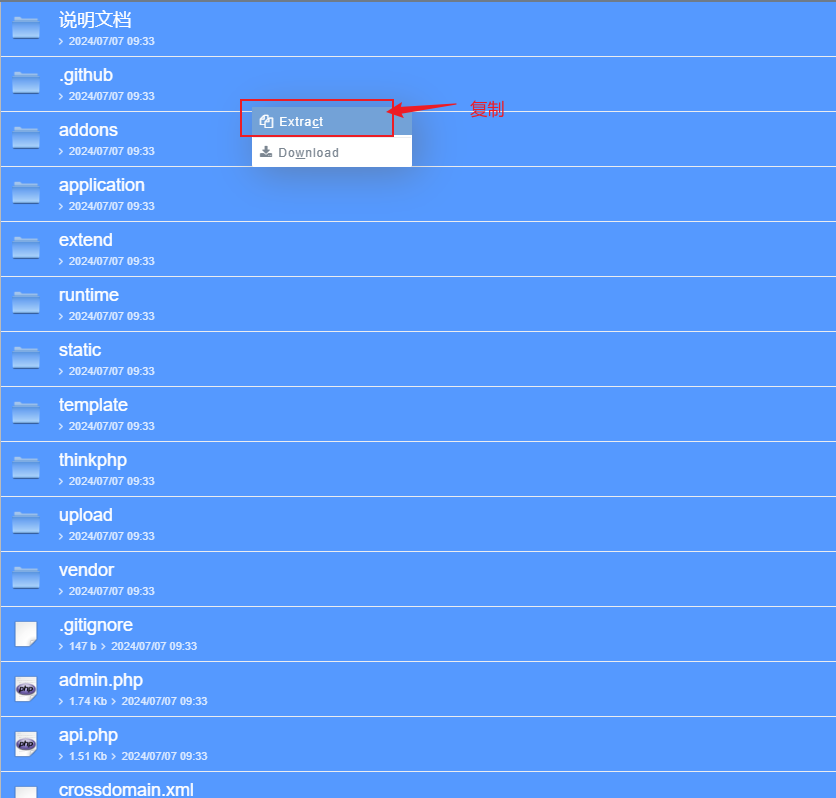 说明文档
2024/07/07 09:33
.github
2024/07/07 09:33
Extract
复制
addons
2024/07/07 09:33
Download
application
2024/07/07 09:33
extend
2024/07/07 09:33
runtime
2024/07/07 09:33
static
2024/07/07 09:33
template
2024/07/07 09:33
thinkphp
2024/07/07 09:33
upload
2024/07/07 09:33
vendor
2024/07/07 09:33
.gitignore
147 b > 2024/07/07 09:33
php
admin.php
1.74 Kb > 2024/07/07 09:33
php
api.php
1.51 Kb > 2024/07/07 09:33
crossdomain.xml